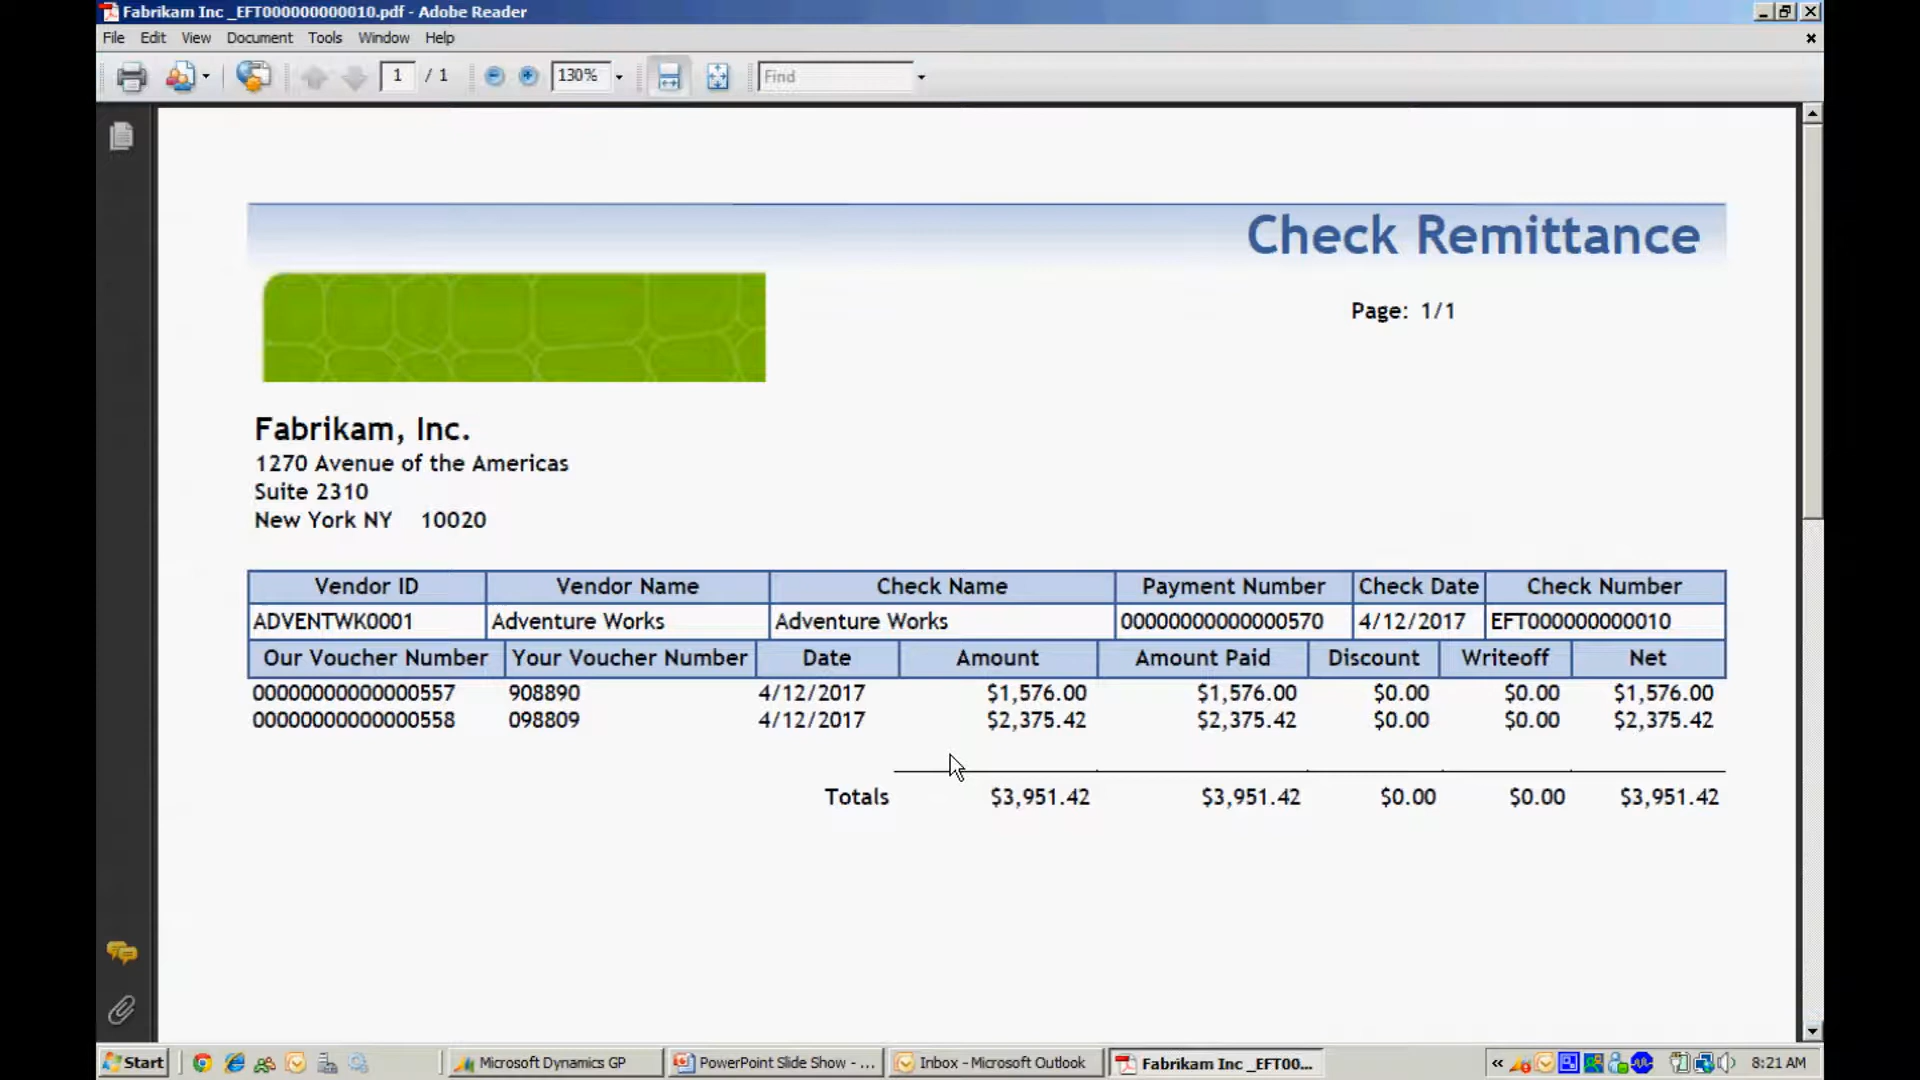 Fabrikam Inc _EFT000000000010.pdf - Adobe Reader
File Edit View Document Tools Window Help
1 / 1 130% Find
Check Remittance
Page: 1/1
Fabrikam, Inc.
1270 Avenue of the Americas
Suite 2310
New York NY 10020
Vendor ID Vendor Name Check Name Payment Number Check Date Check Number
ADVENTWK0001 Adventure Works Adventure Works 00000000000000570 4/12/2017 EFT000000000010
Our Voucher Number Your Voucher Number Date Amount Amount Paid Discount Writeoff Net
00000000000000557 908890 4/12/2017 $1,576.00 $1,576.00 $0.00 $0.00 $1,576.00
00000000000000558 098809 4/12/2017 $2,375.42 $2,375.42 $0.00 $0.00 $2,375.42
Totals $3,951.42 $3,951.42 $0.00 $0.00 $3,951.42
Start Microsoft Dynamics GP PowerPoint Slide Show - ... Inbox - Microsoft Outlook Fabrikam Inc _EFT00... « 8:21 AM